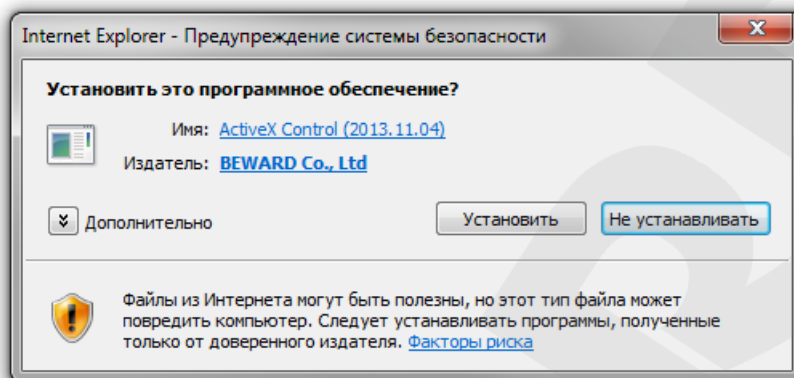 Internet Explorer - Предупреждение системы безопасности
Установить это программное обеспечение?
Имя: ActiveX Control (2013.11.04)
Издатель: BEWARD Co., Ltd
Дополнительно
Установить
Не устанавливать
Файлы из Интернета могут быть полезны, но этот тип файла может
повредить компьютер. Следует устанавливать программы, полученные
только от доверенного издателя. Факторы риска